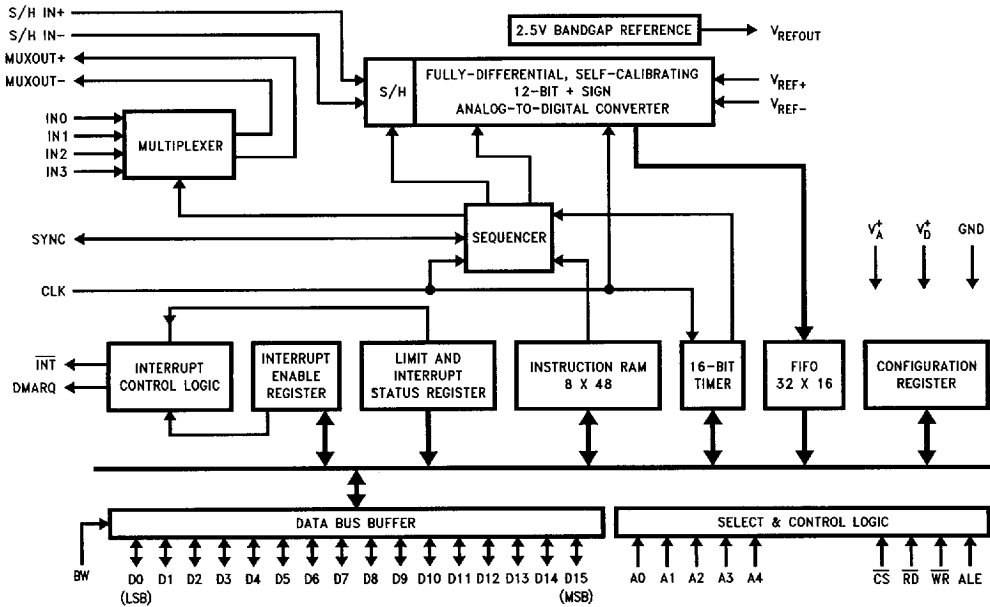 S/H IN+
S/H IN-
MUXOUT+
MUXOUT-
IN0
IN1
IN2
IN3
MULTIPLEXER
2.5V BANDGAP REFERENCE
VREFOUT
S/H
FULLY-DIFFERENTIAL, SELF-CALIBRATING
12-BIT + SIGN
ANALOG-TO-DIGITAL CONVERTER
VREF+
VREF-
SEQUENCER
SYNC
CLK
V_A^+
V_D^+
GND
I̅N̅T̅
DMARQ
INTERRUPT
CONTROL LOGIC
INTERRUPT
ENABLE
REGISTER
LIMIT AND
INTERRUPT
STATUS REGISTER
INSTRUCTION RAM
8 X 48
16-BIT
TIMER
FIFO
32 X 16
CONFIGURATION
REGISTER
BW
DATA BUS BUFFER
SELECT & CONTROL LOGIC
D0 D1 D2 D3 D4 D5 D6 D7 D8 D9 D10 D11 D12 D13 D14 D15
(LSB) (MSB)
A0 A1 A2 A3 A4
C̅S̅ R̅D̅ W̅R̅ ALE